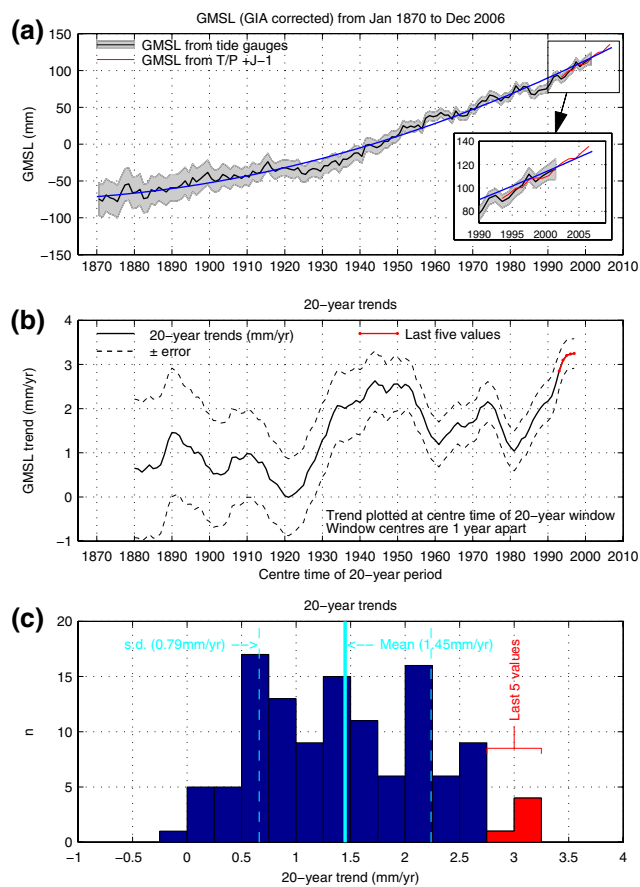 (a)
GMSL (GIA corrected) from Jan 1870 to Dec 2006
GMSL from tide gauges
GMSL from T/P +J−1
GMSL (mm)
150
100
50
0
−50
−100
−150
140
120
100
80
1990 1995 2000 2005
1870 1880 1890 1900 1910 1920 1930 1940 1950 1960 1970 1980 1990 2000 2010
(b)
20−year trends
20−year trends (mm/yr)
± error
Last five values
GMSL trend (mm/yr)
4
3
2
1
0
−1
Trend plotted at centre time of 20−year window
Window centres are 1 year apart
1870 1880 1890 1900 1910 1920 1930 1940 1950 1960 1970 1980 1990 2000 2010
Centre time of 20−year period
(c)
20−year trends
s.d. (0.79mm/yr)
Mean (1.45mm/yr)
Last 5 values
n
20
15
10
5
0
−1 −0.5 0 0.5 1 1.5 2 2.5 3 3.5 4
20−year trend (mm/yr)